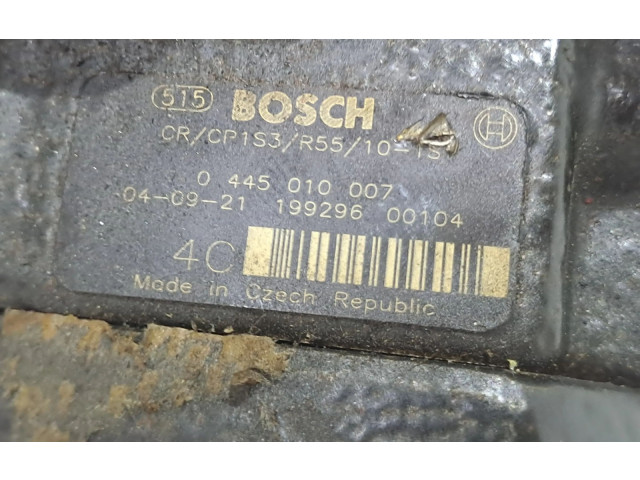 515 BOSCH
CR/CP1S3/R55/10-1S
0 445 010 007
04-09-21 199296 00104
4C
Made in Czech Republic